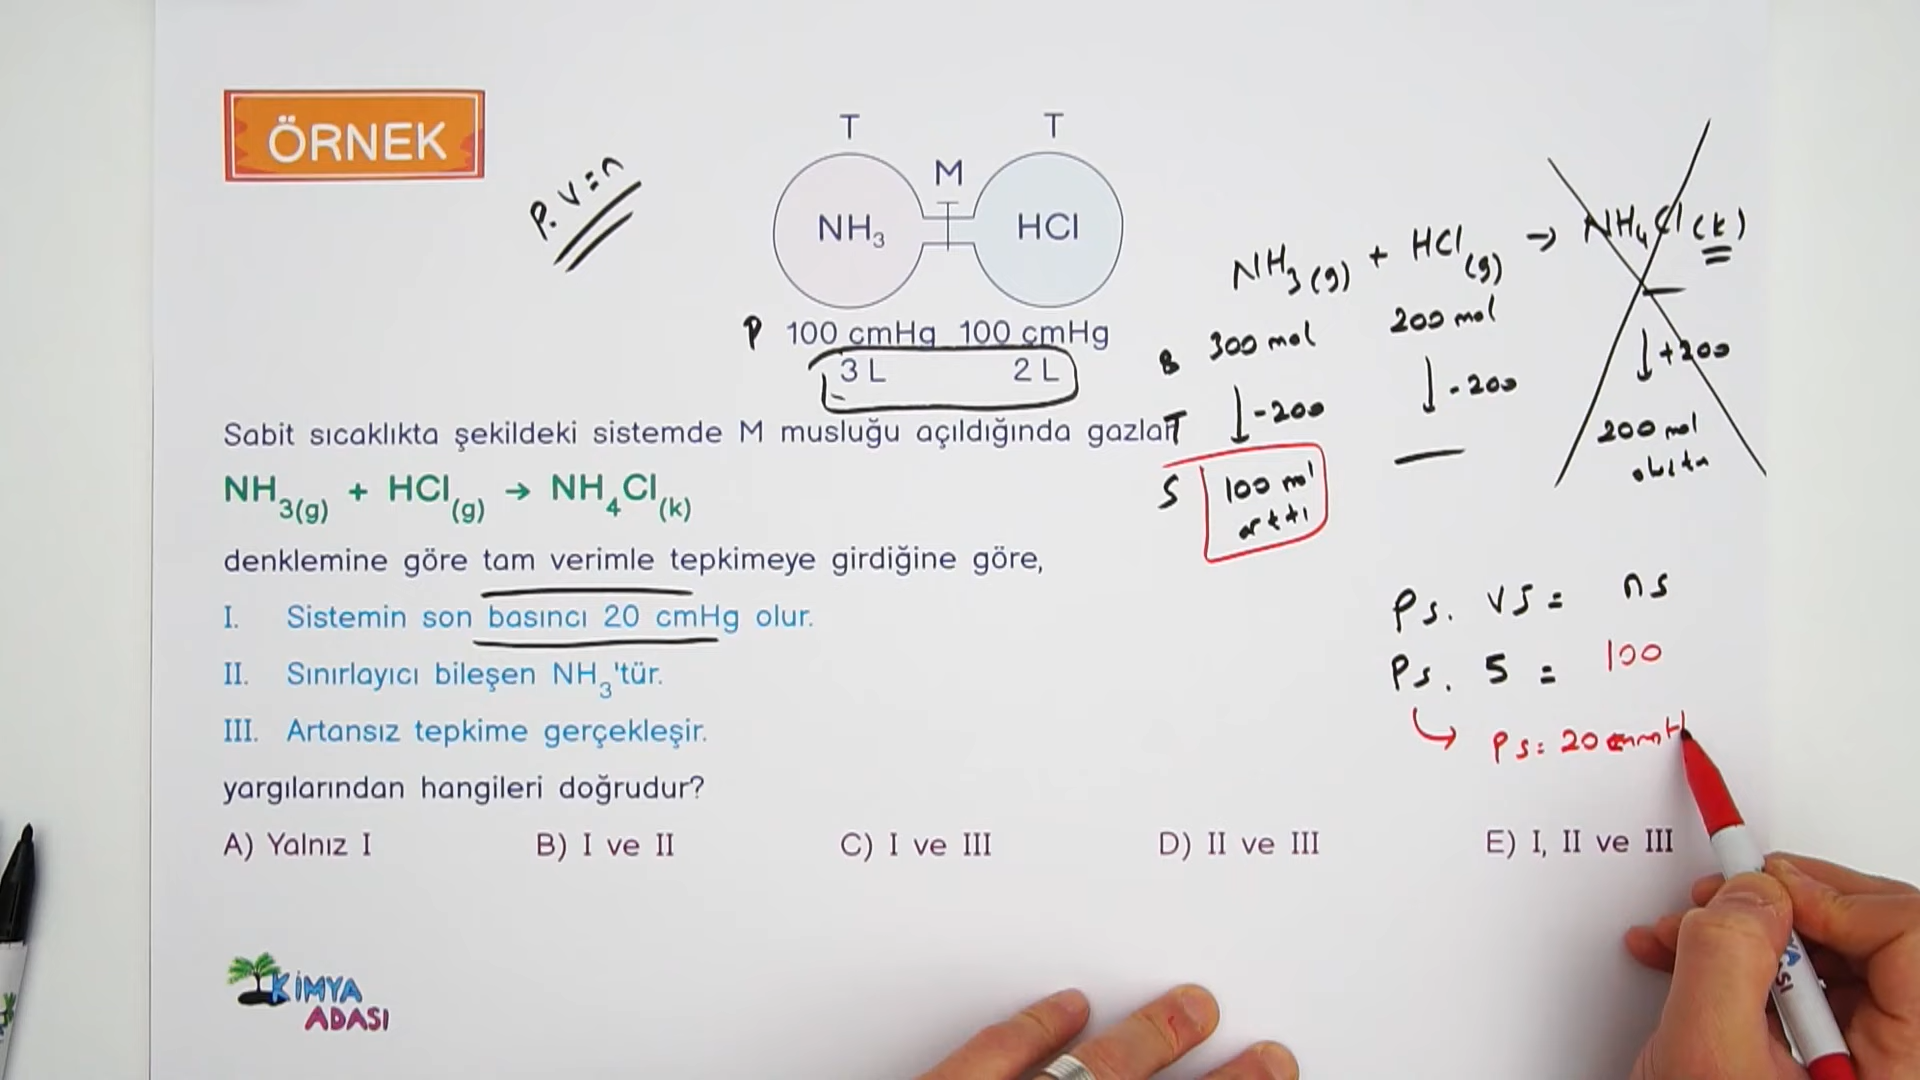 ÖRNEK
P.V=n
T T
M
NH3 HCl
P 100 cmHg 100 cmHg
3 L 2 L
NH3(g) + HCl(g) → NH4Cl(k)
B 300 mol 200 mol —
T -200 -200 +200
S 100 mol arttı — 200 mol
Sabit sıcaklıkta şekildeki sistemde M musluğu açıldığında gazlar
NH3(g) + HCl(g) → NH4Cl(k)
denklemine göre tam verimle tepkimeye girdiğine göre,
I. Sistemin son basıncı 20 cmHg olur.
II. Sınırlayıcı bileşen NH3'tür.
III. Artansız tepkime gerçekleşir.
yargılarından hangileri doğrudur?
Ps. Vs = ns
Ps. 5 = 100
Ps = 20
A) Yalnız I B) I ve II C) I ve III D) II ve III E) I, II ve III
KİMYA
ADASI